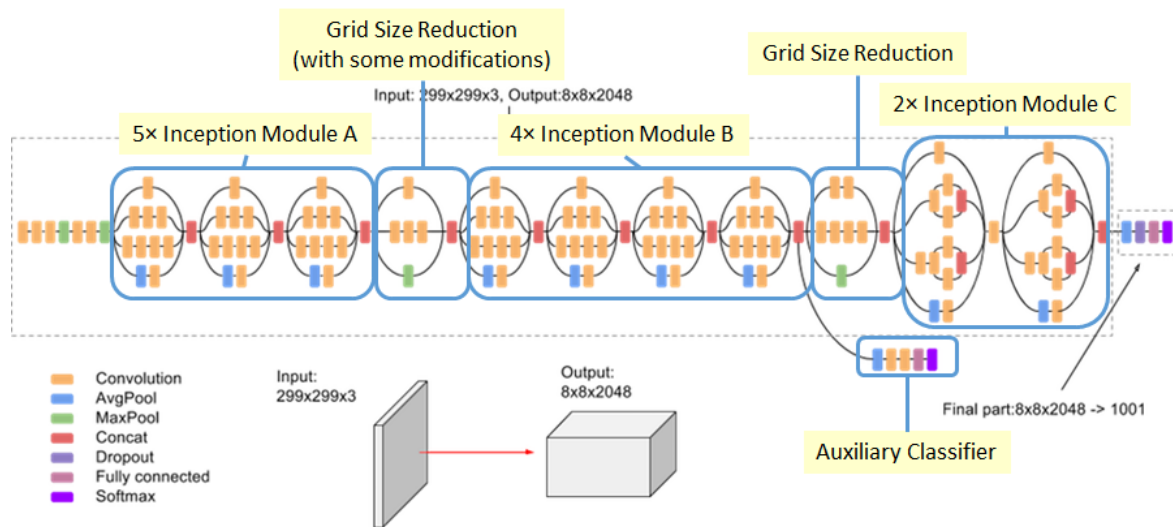 Grid Size Reduction
(with some modifications)
Grid Size Reduction
Input: 299x299x3, Output:8x8x2048
2× Inception Module C
5× Inception Module A
4× Inception Module B
Convolution
AvgPool
MaxPool
Concat
Dropout
Fully connected
Softmax
Input:
299x299x3
Output:
8x8x2048
Final part:8x8x2048 -> 1001
Auxiliary Classifier